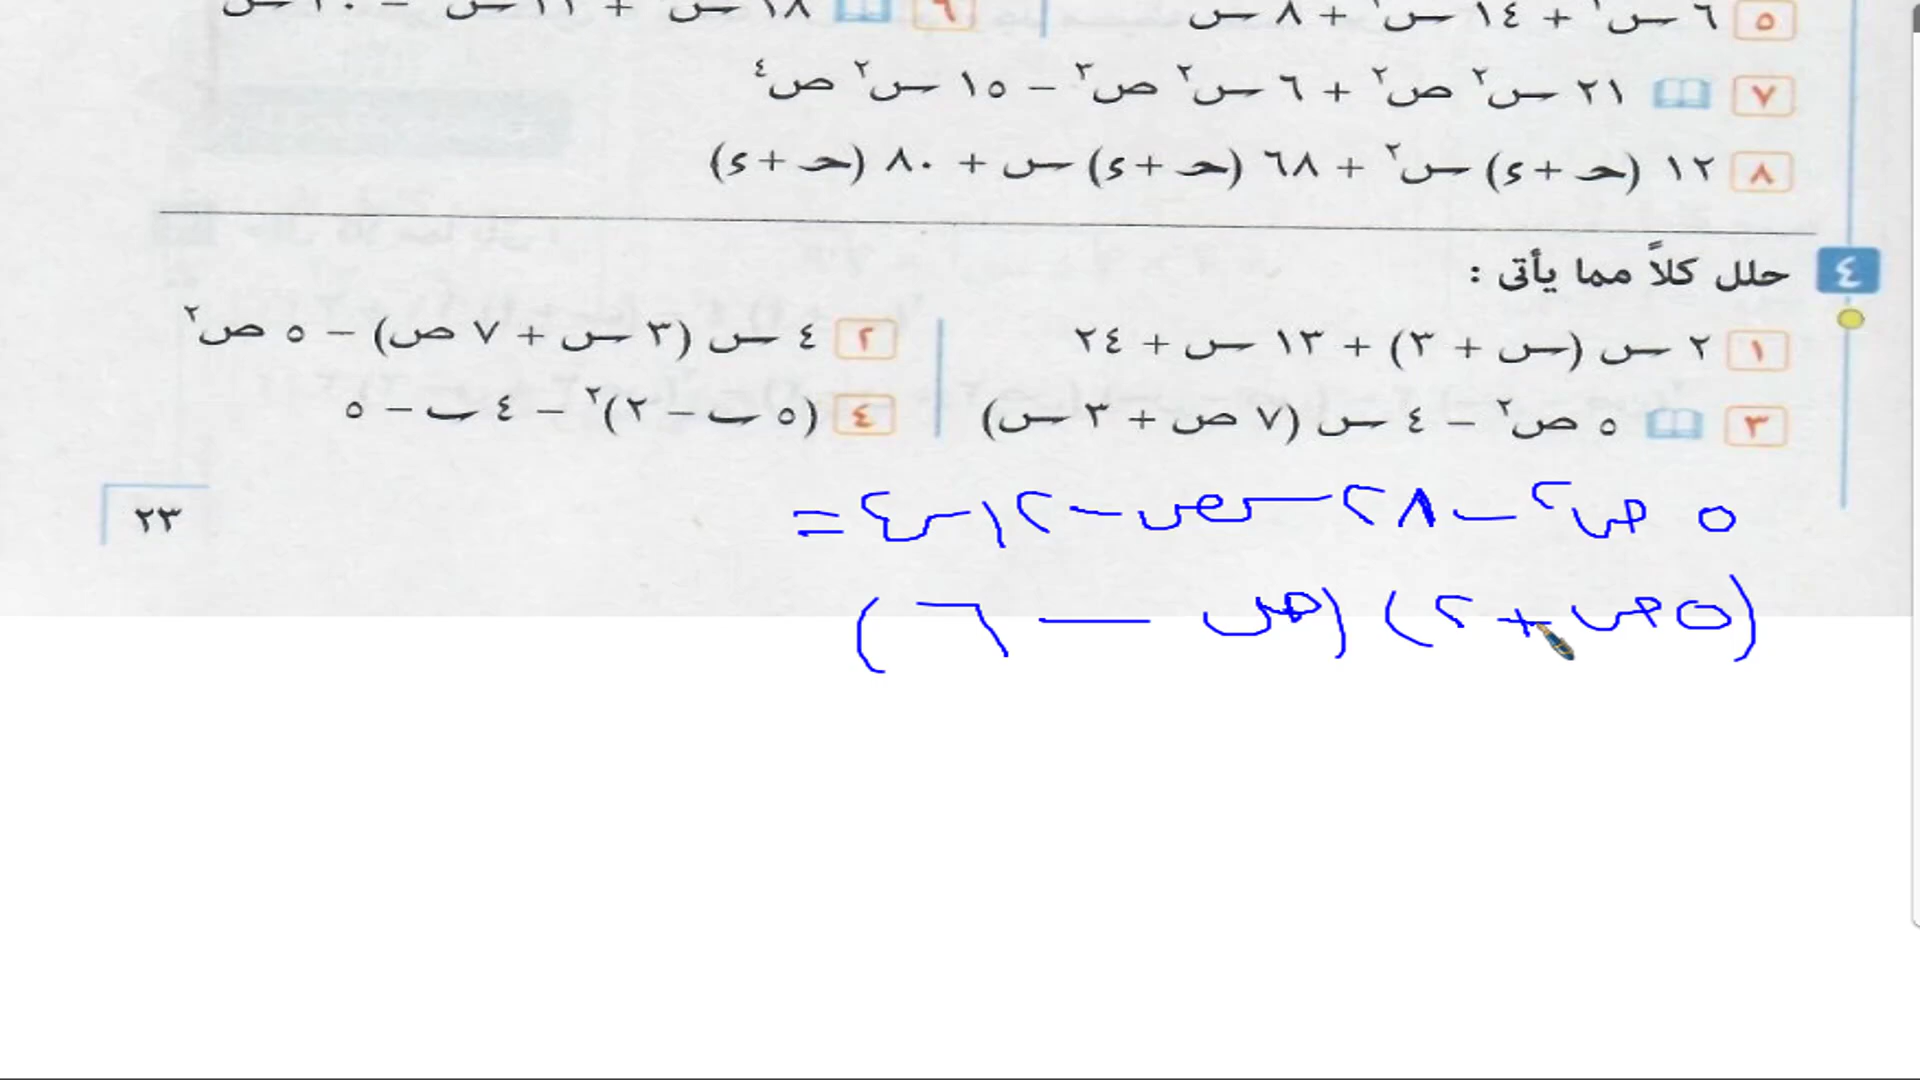 ٥ ٦ س + ١٤ س + ٨ س ٦ ١٨ س
٧ ٢١ س٢ ص٢ + ٦ س٢ ص٣ − ١٥ س٢ ص٤
٨ ١٢ (حـ + ء) س٢ + ٦٨ (حـ + ء) س + ٨٠ (حـ + ء)
٤ حلل كلاً مما يأتى :
١ ٢ س (س + ٣) + ١٣ س + ٢٤ ٢ ٤ س (٣ س + ٧ ص) − ٥ ص٢
٣ ٥ ص٢ − ٤ س (٧ ص + ٣ س) ٤ (٥ ب − ٢)٢ − ٤ ب − ٥
٥ ص٢ − ٢٨ س ص − ١٢ س٢ =
(٥ ص + ٢) (ص − ٦)
٢٣